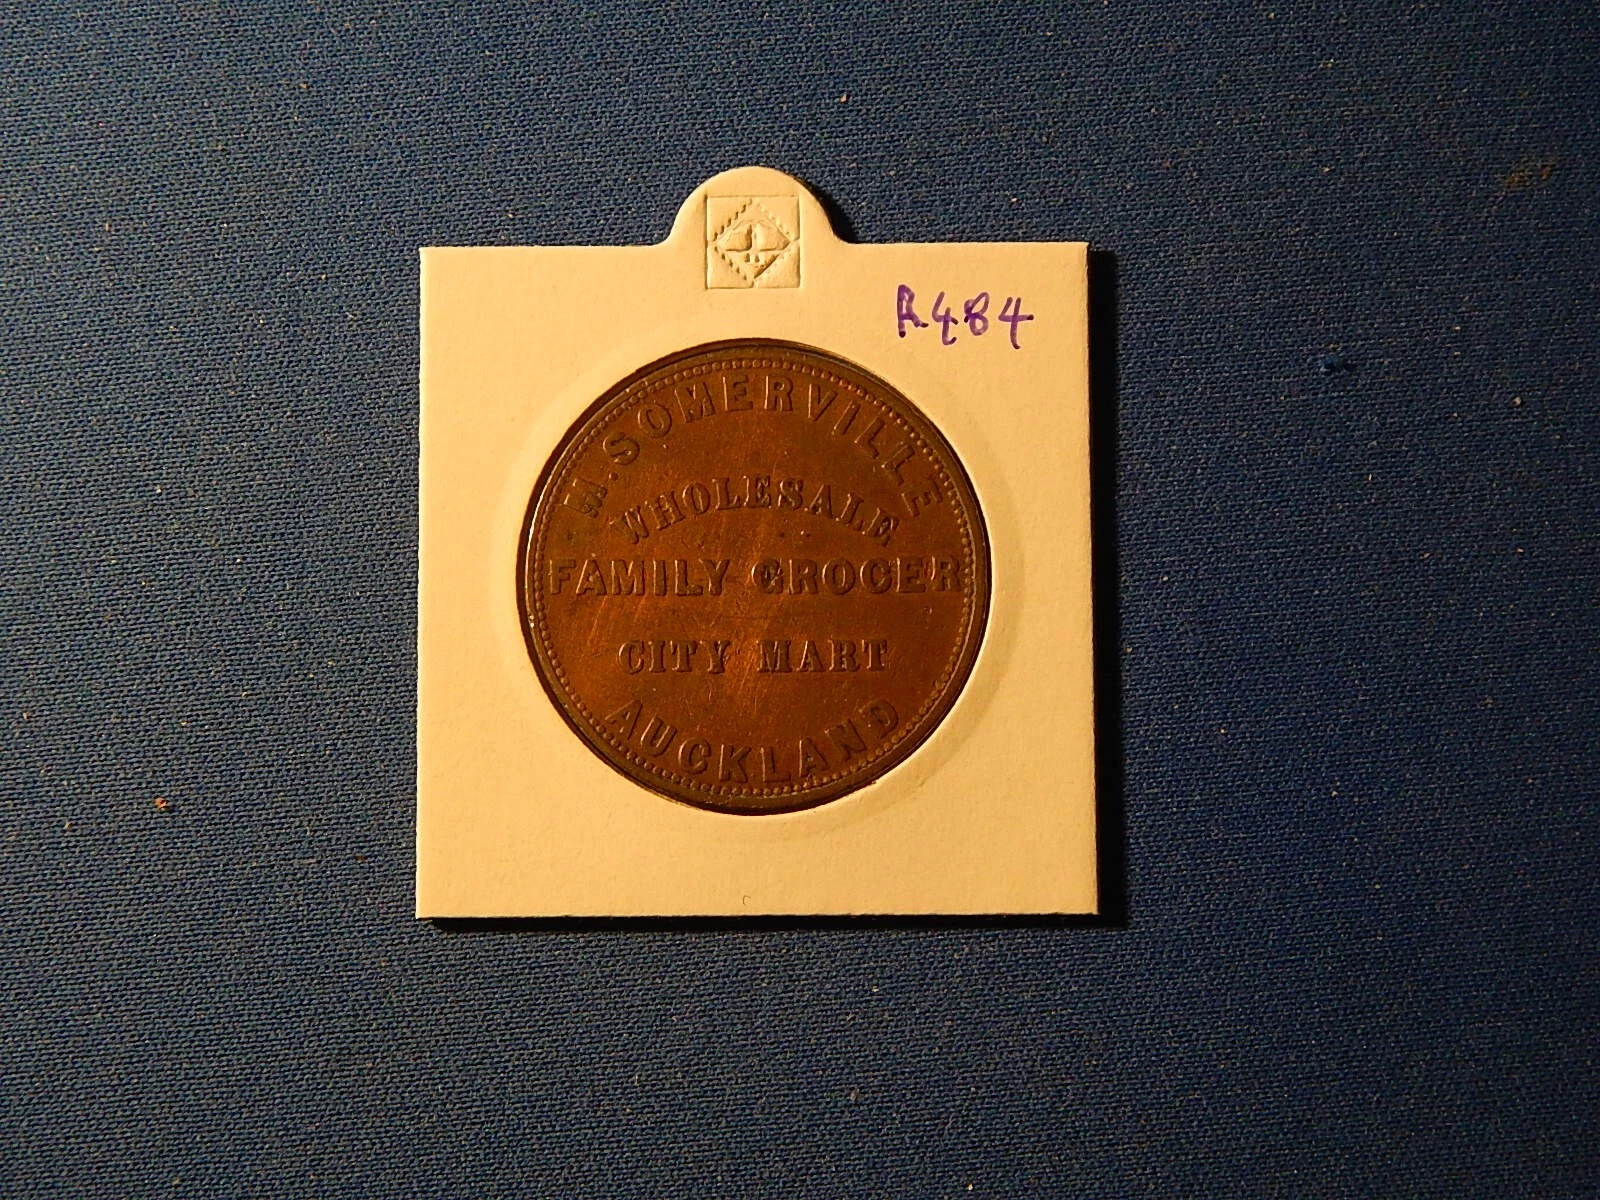 R484
M. SOMERVILLE
WHOLESALE
FAMILY GROCER
CITY MART
AUCKLAND